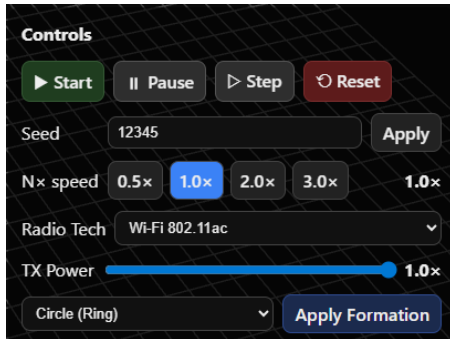 Controls
Start Pause Step Reset
Seed 12345 Apply
N× speed 0.5× 1.0× 2.0× 3.0× 1.0×
Radio Tech Wi-Fi 802.11ac
TX Power 1.0×
Circle (Ring) Apply Formation